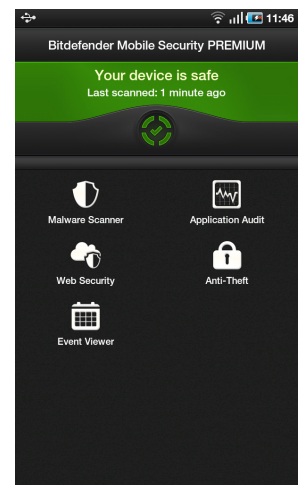 11:46
Bitdefender Mobile Security PREMIUM
Your device is safe
Last scanned: 1 minute ago
Malware Scanner
Application Audit
Web Security
Anti-Theft
Event Viewer